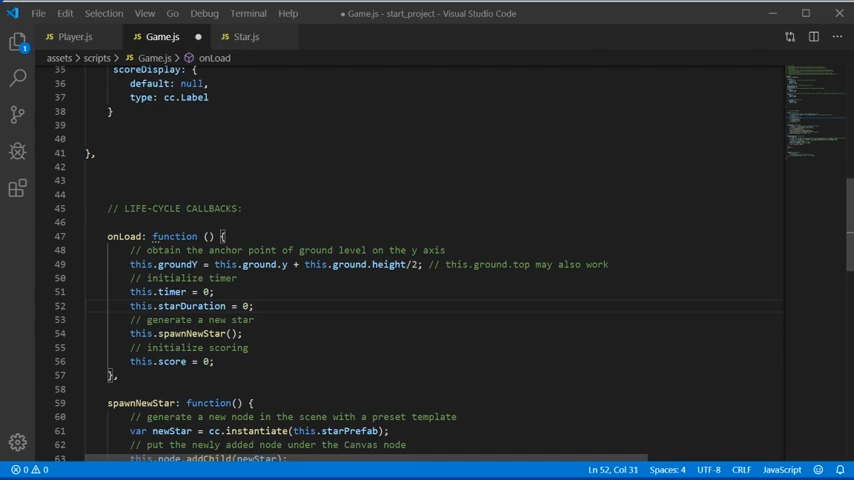 File Edit Selection View Go Debug Terminal Help
● Game.js - start_project - Visual Studio Code
JS Player.js
JS Game.js ●
JS Star.js
assets > scripts > JS Game.js > onLoad
35 scoreDisplay: {
36 default: null,
37 type: cc.Label
38 }
39
40
41 },
42
43
44
45 // LIFE-CYCLE CALLBACKS:
46
47 onLoad: function () {
48 // obtain the anchor point of ground level on the y axis
49 this.groundY = this.ground.y + this.ground.height/2; // this.ground.top may also work
50 // initialize timer
51 this.timer = 0;
52 this.starDuration = 0;
53 // generate a new star
54 this.spawnNewStar();
55 // initialize scoring
56 this.score = 0;
57 },
58
59 spawnNewStar: function() {
60 // generate a new node in the scene with a preset template
61 var newStar = cc.instantiate(this.starPrefab);
62 // put the newly added node under the Canvas node
63 this.node.addChild(newStar);
1
0 0 Ln 52, Col 31 Spaces: 4 UTF-8 CRLF JavaScript